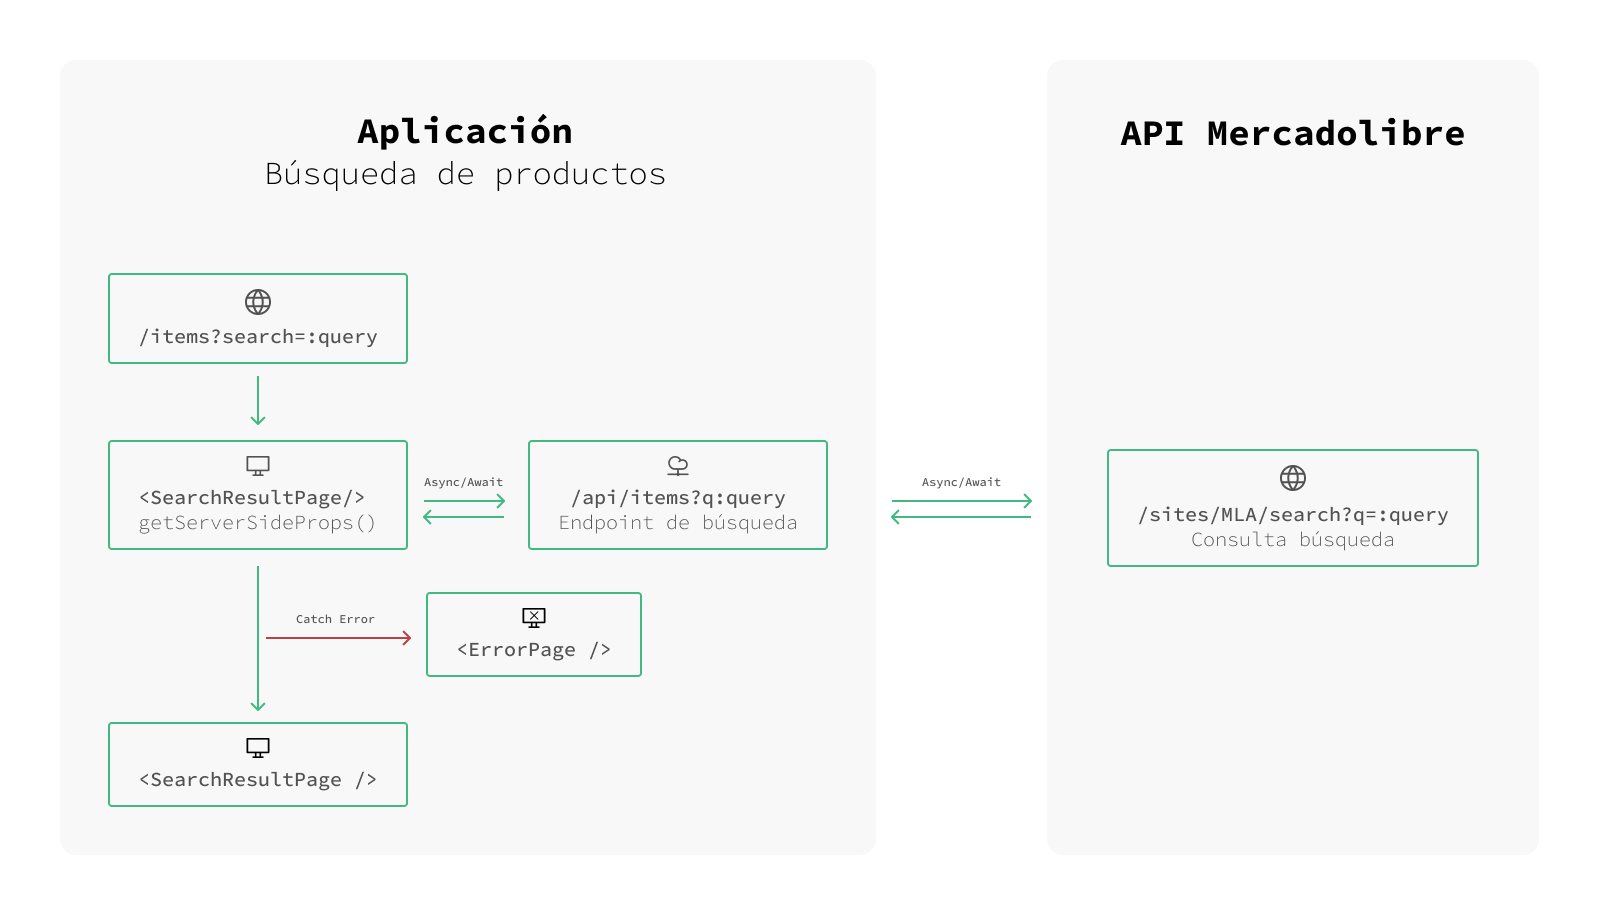 Aplicación
Búsqueda de productos
API Mercadolibre
/items?search=:query
<SearchResultPage/>
getServerSideProps()
Async/Await
/api/items?q:query
Endpoint de búsqueda
Async/Await
/sites/MLA/search?q=:query
Consulta búsqueda
Catch Error
<ErrorPage />
<SearchResultPage />